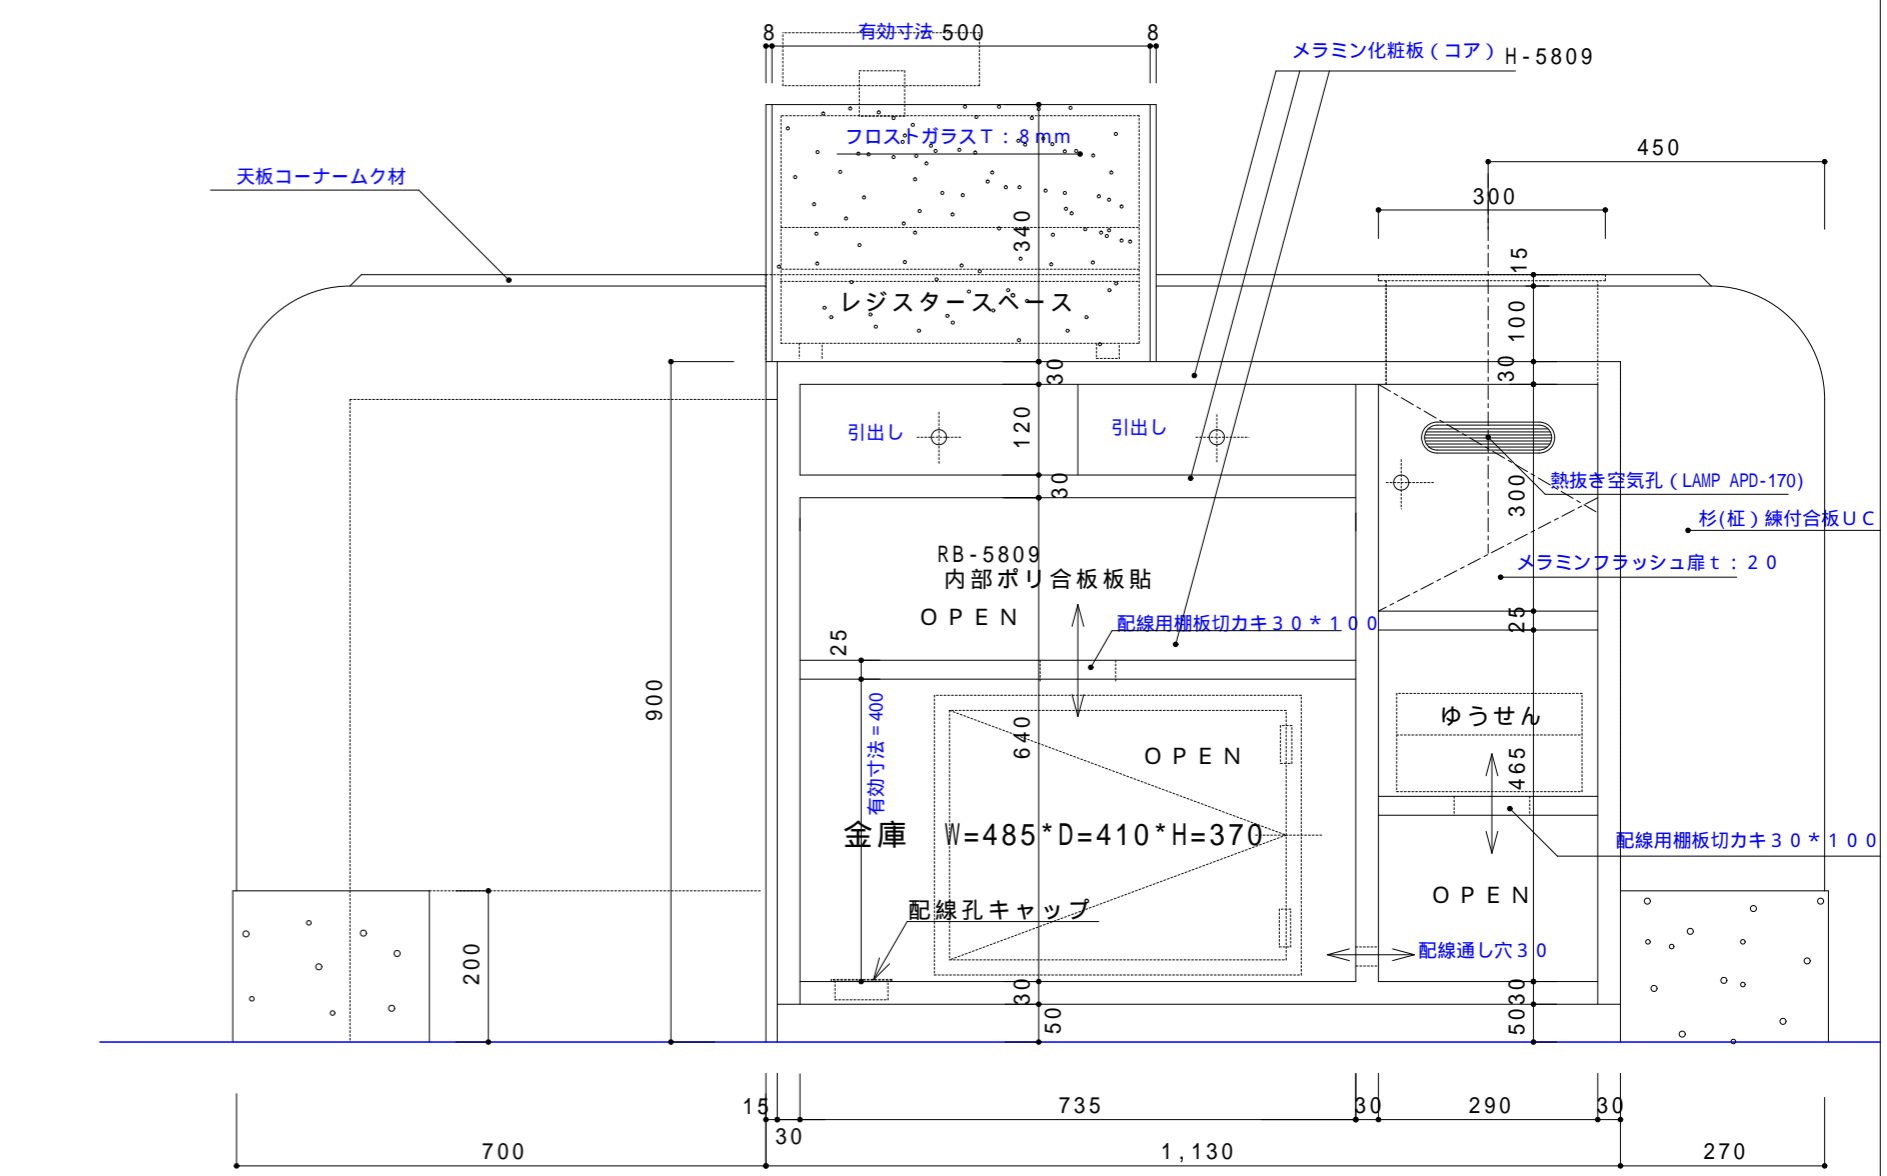 8
有効寸法 500
8
メラミン化粧板（コア） H-5809
フロストガラスＴ：８mm
450
天板コーナームク材
300
340
15
レジスタースペース
100
30
30
引出し
120
引出し
30
300
熱抜き空気孔（LAMP APD-170)
杉(柾）練付合板ＵＣ
RB-5809
内部ポリ合板板貼
メラミンフラッシュ扉ｔ：２０
ＯＰＥＮ
配線用棚板切カキ３０＊１００
25
25
900
有効寸法=400
640
ＯＰＥＮ
ゆうせん
465
金庫 W=485*D=410*H=370
配線用棚板切カキ３０＊１００
ＯＰＥＮ
配線孔キャップ
200
配線通し穴３０
30
30
50
50
15
735
30
290
30
30
700
1,130
270